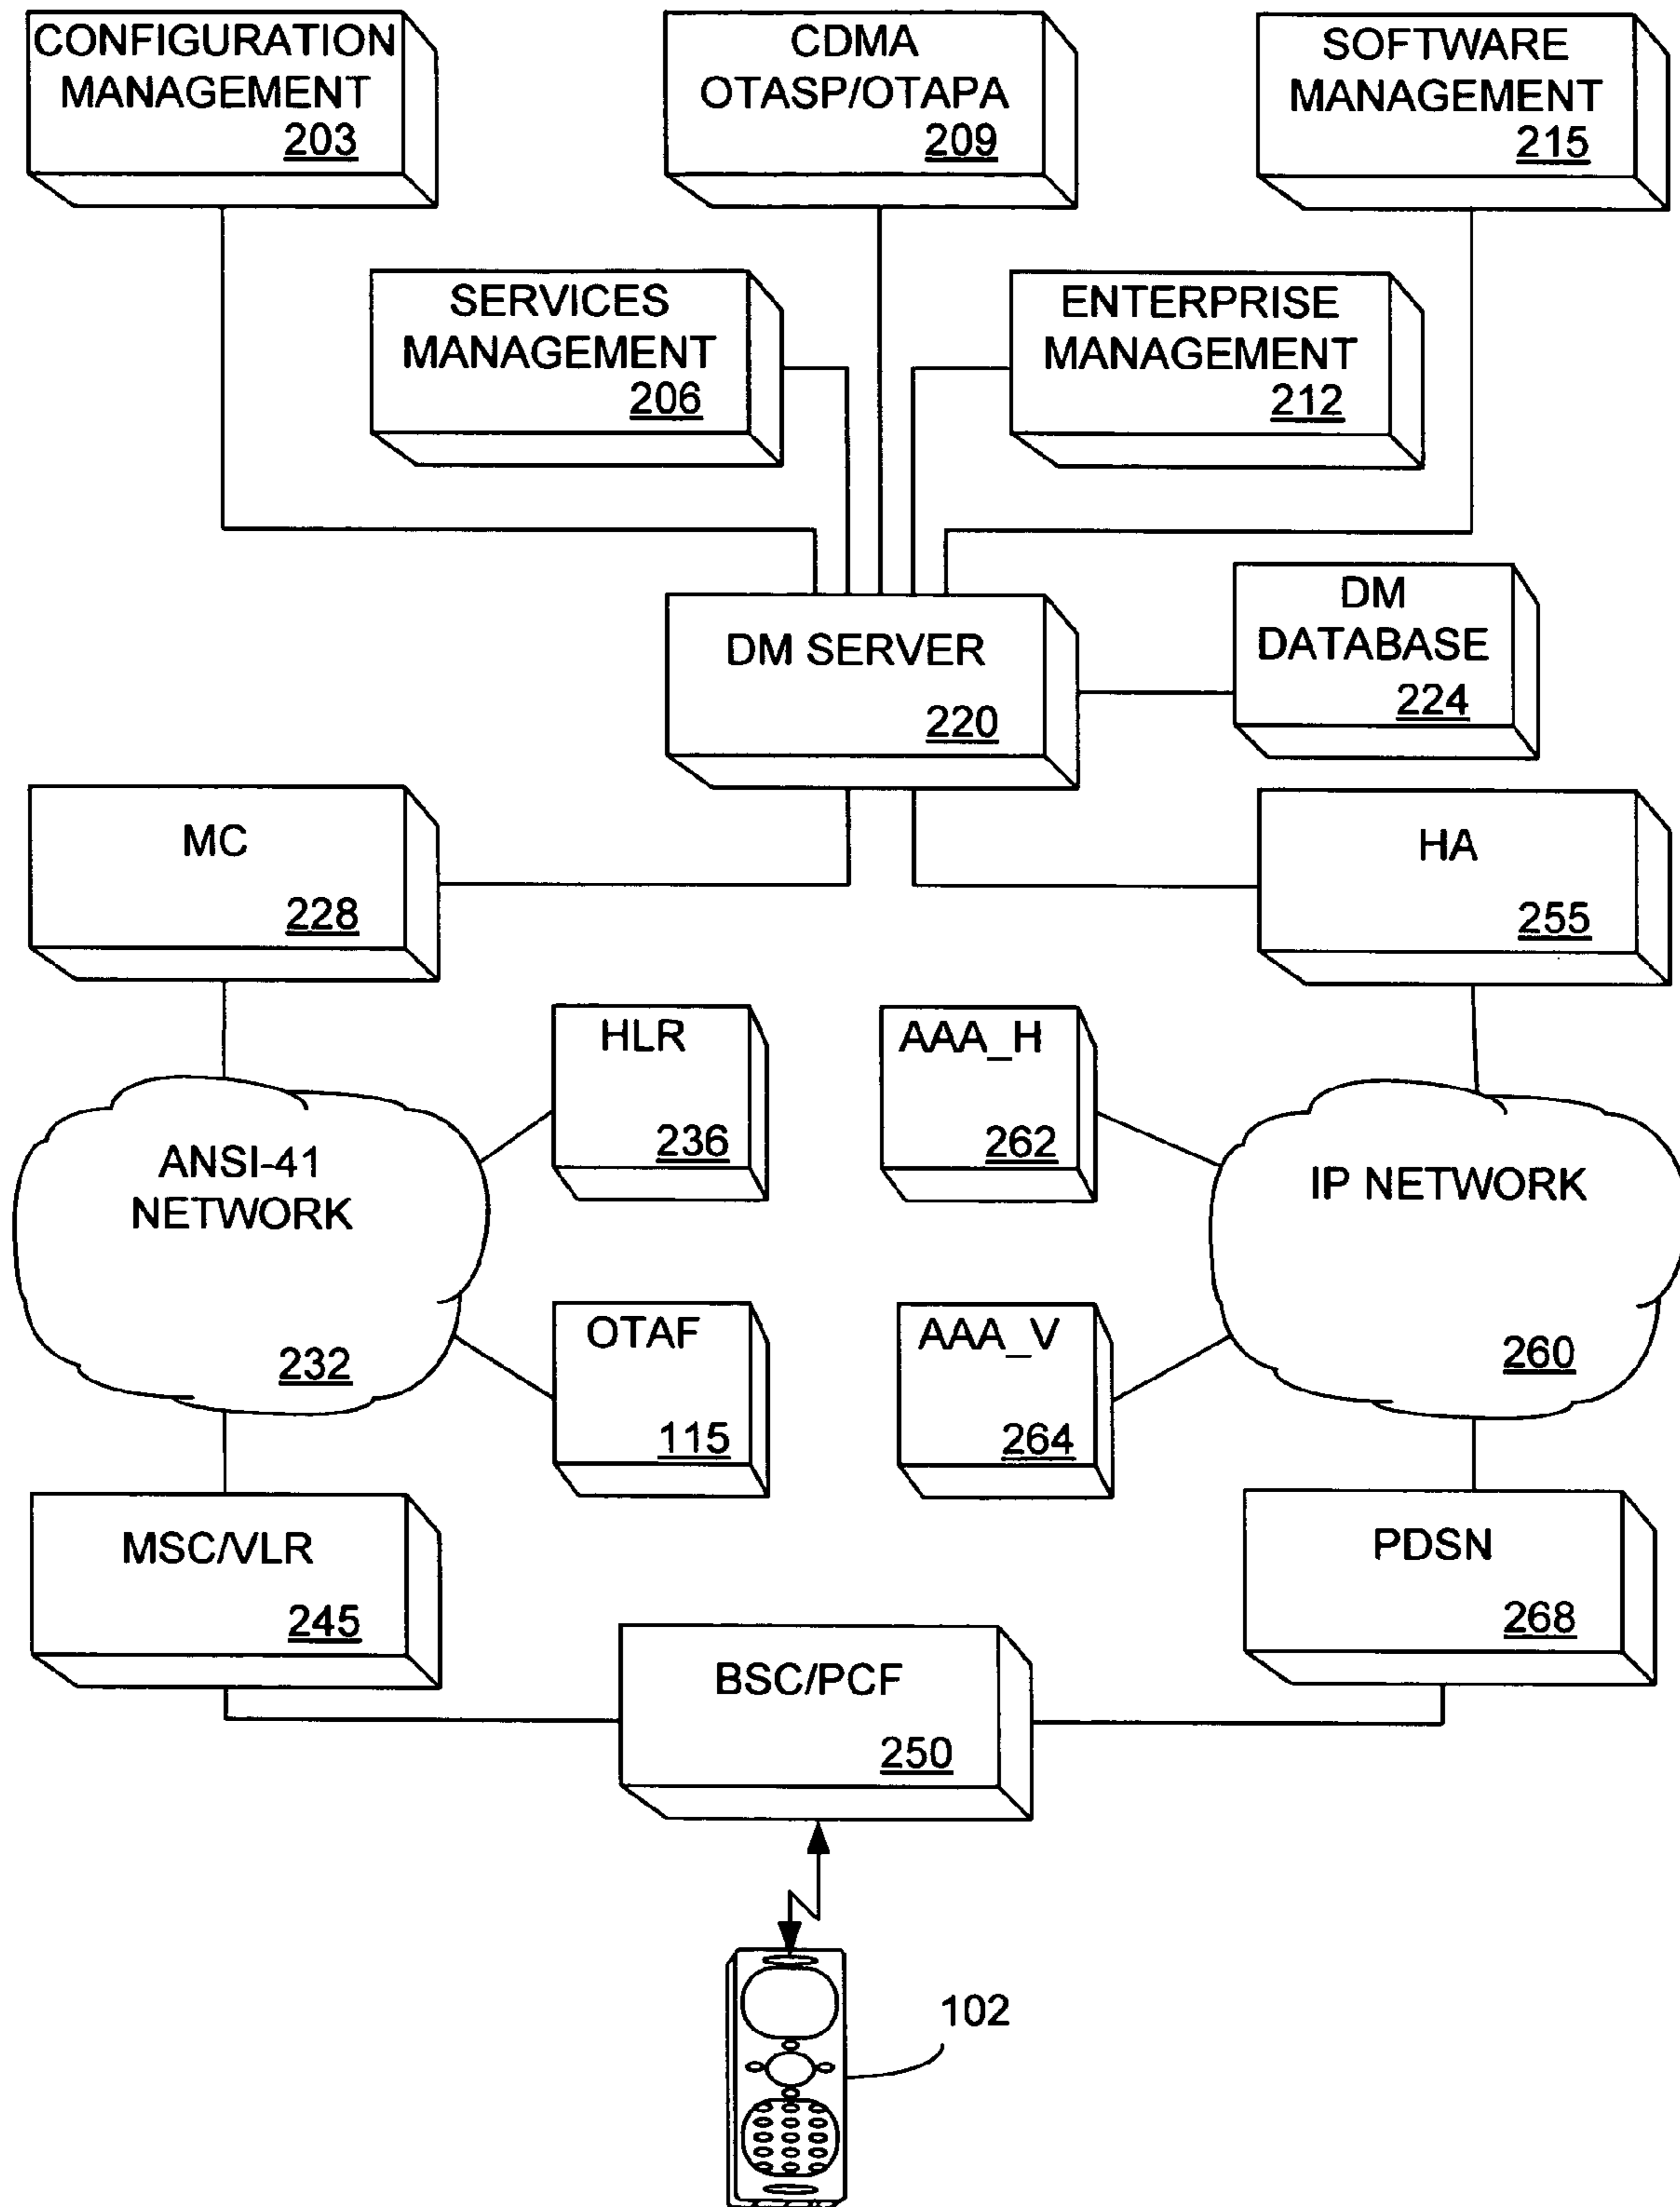 CONFIGURATION
MANAGEMENT
203
CDMA
OTASP/OTAPA
209
SOFTWARE
MANAGEMENT
215
SERVICES
MANAGEMENT
206
ENTERPRISE
MANAGEMENT
212
DM SERVER
220
DM
DATABASE
224
MC
228
HA
255
HLR
236
AAA_H
262
ANSI-41
NETWORK
232
IP NETWORK
260
OTAF
115
AAA_V
264
MSC/VLR
245
PDSN
268
BSC/PCF
250
102